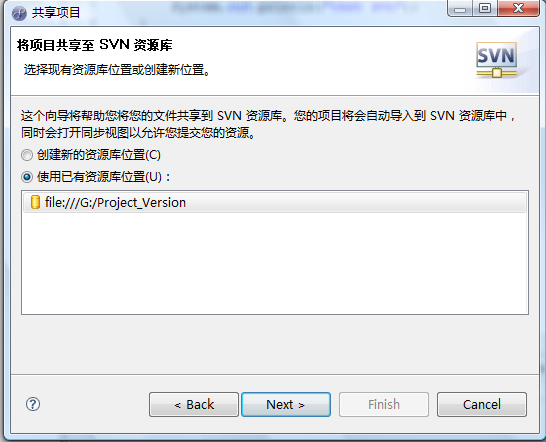 共享项目
将项目共享至 SVN 资源库
选择现有资源库位置或创建新位置。
SVN
这个向导将帮助您将您的文件共享到 SVN 资源库。您的项目将会自动导入到 SVN 资源库中，
同时会打开同步视图以允许您提交您的资源。
创建新的资源库位置(C)
使用已有资源库位置(U)：
file:///G:/Project_Version
< Back
Next >
Finish
Cancel